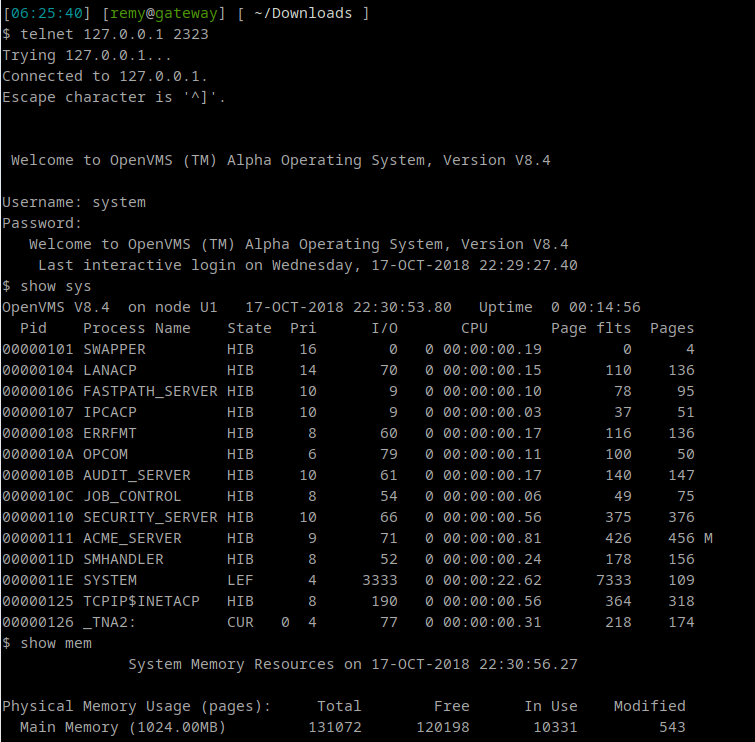 [06:25:40] [remy@gateway] [ ~/Downloads ]
$ telnet 127.0.0.1 2323
Trying 127.0.0.1...
Connected to 127.0.0.1.
Escape character is '^]'.
Welcome to OpenVMS (TM) Alpha Operating System, Version V8.4
Username: system
Password:
   Welcome to OpenVMS (TM) Alpha Operating System, Version V8.4
    Last interactive login on Wednesday, 17-OCT-2018 22:29:27.40
$ show sys
OpenVMS V8.4  on node U1   17-OCT-2018 22:30:53.80   Uptime  0 00:14:56
  Pid    Process Name    State  Pri      I/O       CPU       Page flts  Pages
00000101 SWAPPER         HIB     16        0   0 00:00:00.19         0      4
00000104 LANACP          HIB     14       70   0 00:00:00.15       110    136
00000106 FASTPATH_SERVER HIB     10        9   0 00:00:00.10        78     95
00000107 IPCACP          HIB     10        9   0 00:00:00.03        37     51
00000108 ERRFMT          HIB      8       60   0 00:00:00.17       116    136
0000010A OPCOM           HIB      6       79   0 00:00:00.11       100     50
0000010B AUDIT_SERVER    HIB     10       61   0 00:00:00.17       140    147
0000010C JOB_CONTROL     HIB      8       54   0 00:00:00.06        49     75
00000110 SECURITY_SERVER HIB     10       66   0 00:00:00.56       375    376
00000111 ACME_SERVER     HIB      9       71   0 00:00:00.81       426    456 M
0000011D SMHANDLER       HIB      8       52   0 00:00:00.24       178    156
0000011E SYSTEM          LEF      4     3333   0 00:00:22.62      7333    109
00000125 TCPIP$INETACP   HIB      8      190   0 00:00:00.56       364    318
00000126 _TNA2:          CUR   0  4       77   0 00:00:00.31       218    174
$ show mem
              System Memory Resources on 17-OCT-2018 22:30:56.27
Physical Memory Usage (pages):     Total        Free      In Use    Modified
  Main Memory (1024.00MB)         131072      120198       10331         543